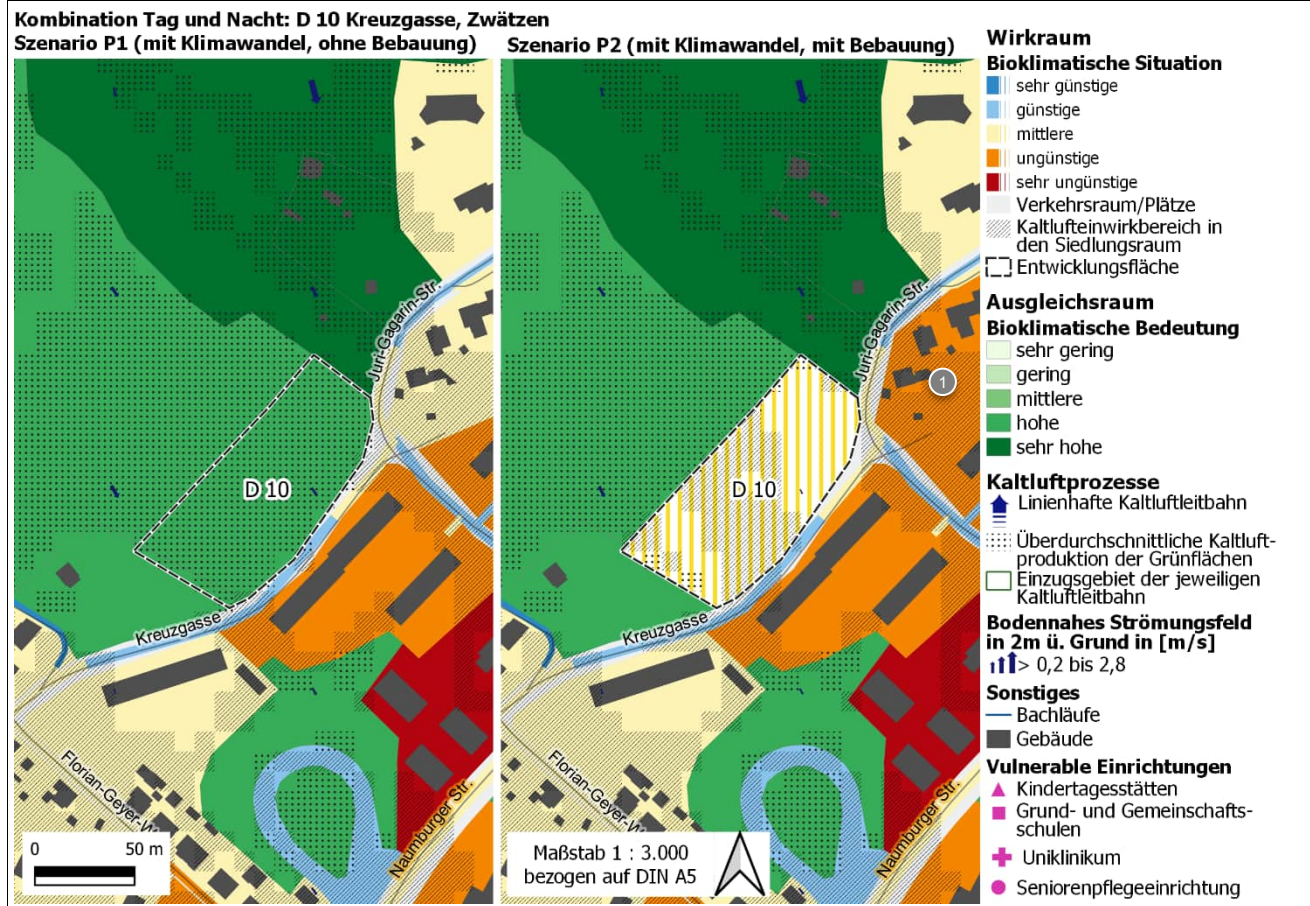 Kombination Tag und Nacht: D 10 Kreuzgasse, Zwätzen
Szenario P1 (mit Klimawandel, ohne Bebauung)
Szenario P2 (mit Klimawandel, mit Bebauung)
Juri-Gagarin-Str.
D 10
Kreuzgasse
Florian-Geyer-W
Naumburger Str.
0
50 m
Juri-Gagarin-Str.
1
D 10
Kreuzgasse
Florian-Geyer-W
Naumburger Str.
Maßstab 1 : 3.000
bezogen auf DIN A5
Wirkraum
Bioklimatische Situation
sehr günstige
günstige
mittlere
ungünstige
sehr ungünstige
Verkehrsraum/Plätze
Kaltlufteinwirkbereich in
den Siedlungsraum
Entwicklungsfläche
Ausgleichsraum
Bioklimatische Bedeutung
sehr gering
gering
mittlere
hohe
sehr hohe
Kaltluftprozesse
Linienhafte Kaltluftleitbahn
Überdurchschnittliche Kaltluft-
produktion der Grünflächen
Einzugsgebiet der jeweiligen
Kaltluftleitbahn
Bodennahes Strömungsfeld
in 2m ü. Grund in [m/s]
> 0,2 bis 2,8
Sonstiges
Bachläufe
Gebäude
Vulnerable Einrichtungen
Kindertagesstätten
Grund- und Gemeinschafts-
schulen
Uniklinikum
Seniorenpflegeeinrichtung